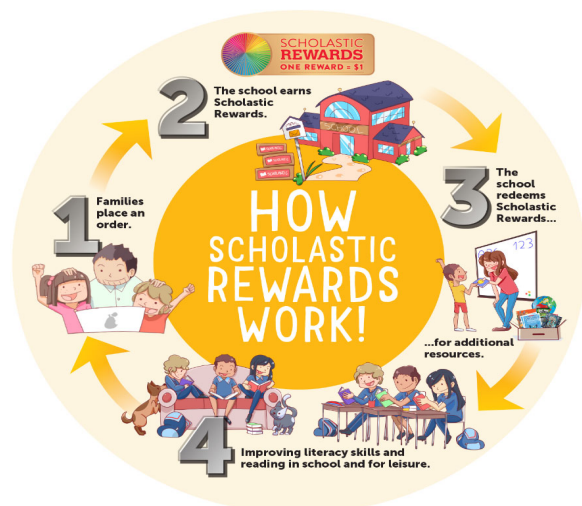 SCHOLASTIC
REWARDS
ONE REWARD = $1
HOW
SCHOLASTIC
REWARDS
WORK!
1
Families
place an
order.
2
The school earns
Scholastic
Rewards.
SCHOOL
3
The
school
redeems
Scholastic
Rewards...
123
...for additional
resources.
4
Improving literacy skills and
reading in school and for leisure.